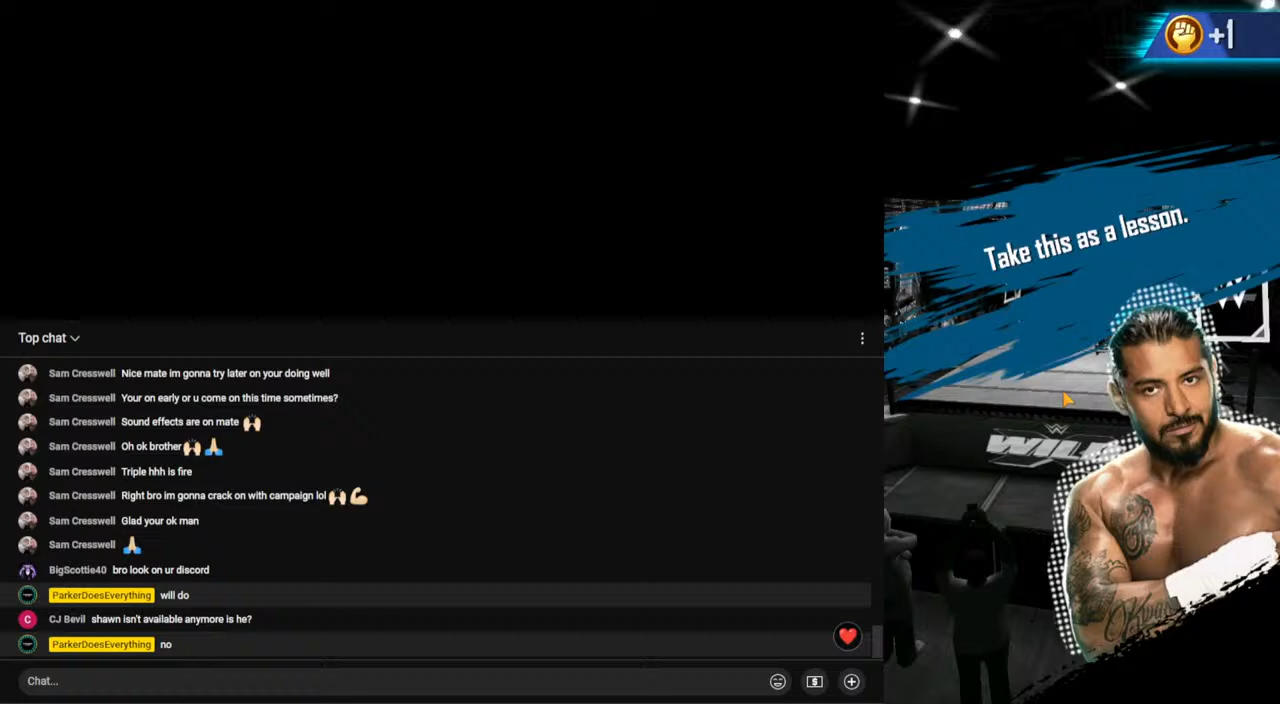 +1
Take this as a lesson.
Top chat
Sam Cresswell Nice mate im gonna try later on your doing well
Sam Cresswell Your on early or u come on this time sometimes?
Sam Cresswell Sound effects are on mate 🙌🏻
Sam Cresswell Oh ok brother 🙌🏻 🙏🏻
Sam Cresswell Triple hhh is fire
Sam Cresswell Right bro im gonna crack on with campaign lol 🙌🏻 💪🏻
Sam Cresswell Glad your ok man
Sam Cresswell 🙏🏻
BigScottie40 bro look on ur discord
ParkerDoesEverything will do
C CJ Bevil shawn isn't available anymore is he?
ParkerDoesEverything no
Chat...